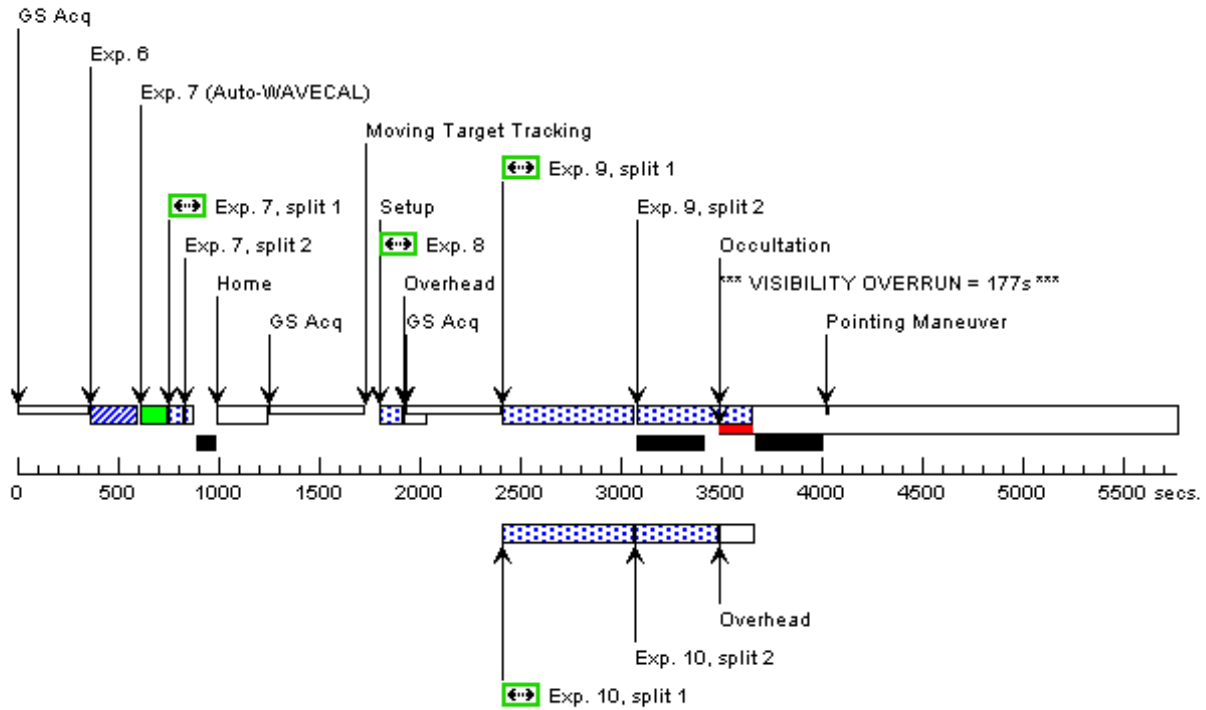 GS Acq
Exp. 6
Exp. 7 (Auto-WAVECAL)
Moving Target Tracking
Exp. 9, split 1
Exp. 7, split 1
Setup
Exp. 9, split 2
Exp. 7, split 2
Exp. 8
Occultation
Home
Overhead
*** VISIBILITY OVERRUN = 177s ***
GS Acq
GS Acq
Pointing Maneuver
0 500 1000 1500 2000 2500 3000 3500 4000 4500 5000 5500 secs.
Overhead
Exp. 10, split 2
Exp. 10, split 1